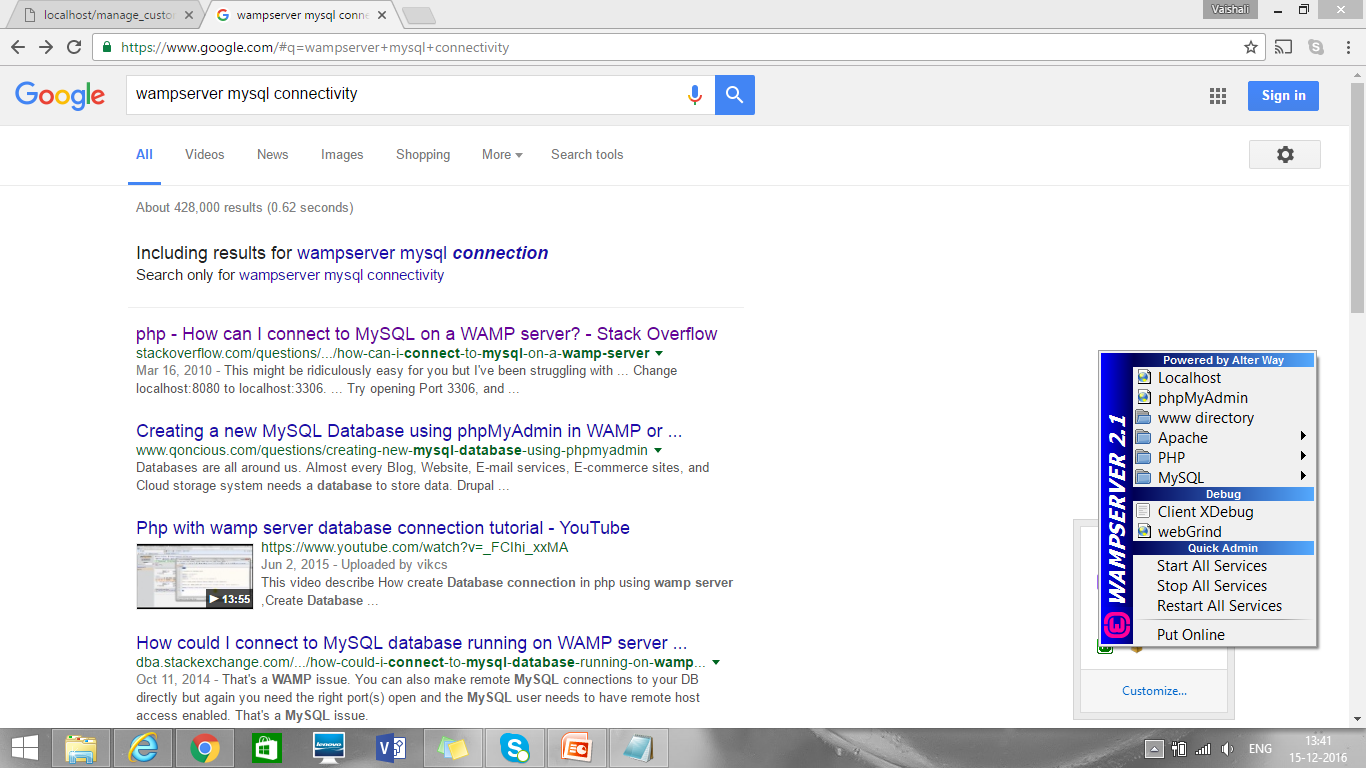 localhost/manage_custo
wampserver mysql conne
Vaishali
https://www.google.com/#q=wampserver+mysql+connectivity
Google
wampserver mysql connectivity
Sign in
All
Videos
News
Images
Shopping
More
Search tools
About 428,000 results (0.62 seconds)
Including results for wampserver mysql connection
Search only for wampserver mysql connectivity
php - How can I connect to MySQL on a WAMP server? - Stack Overflow
stackoverflow.com/questions/.../how-can-i-connect-to-mysql-on-a-wamp-server
Mar 16, 2010 - This might be ridiculously easy for you but I've been struggling with ... Change
localhost:8080 to localhost:3306. ... Try opening Port 3306, and ...
Creating a new MySQL Database using phpMyAdmin in WAMP or ...
www.qoncious.com/questions/creating-new-mysql-database-using-phpmyadmin
Databases are all around us. Almost every Blog, Website, E-mail services, E-commerce sites, and
Cloud storage system needs a database to store data. Drupal ...
Php with wamp server database connection tutorial - YouTube
https://www.youtube.com/watch?v=_FCIhi_xxMA
Jun 2, 2015 - Uploaded by vikcs
This video describe How create Database connection in php using wamp server
,Create Database ...
13:55
How could I connect to MySQL database running on WAMP server ...
dba.stackexchange.com/.../how-could-i-connect-to-mysql-database-running-on-wamp...
Oct 11, 2014 - That's a WAMP issue. You can also make remote MySQL connections to your DB
directly but again you need the right port(s) open and the MySQL user needs to have remote host
access enabled. That's a MySQL issue.
WAMPSERVER 2.1
Powered by Alter Way
Localhost
phpMyAdmin
www directory
Apache
PHP
MySQL
Debug
Client XDebug
webGrind
Quick Admin
Start All Services
Stop All Services
Restart All Services
Put Online
Customize...
lenovo
ENG
13:41
15-12-2016